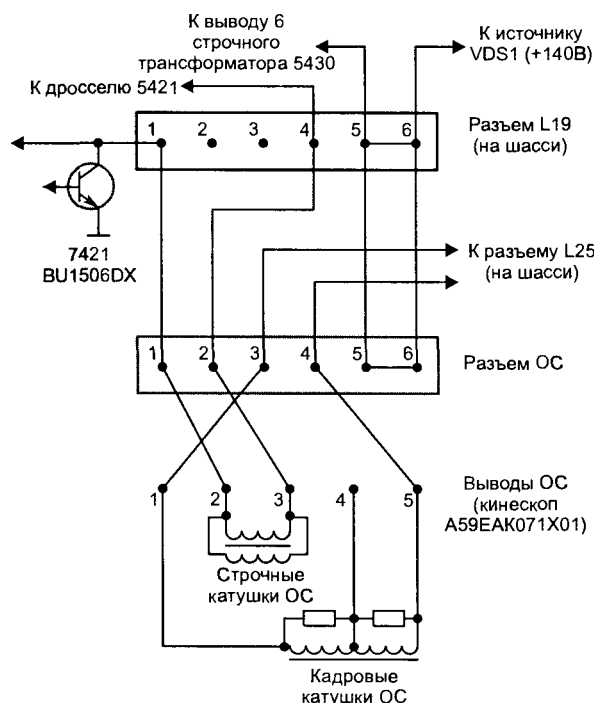 К выводу 6
строчного
трансформатора 5430
К источнику
VDS1 (+140В)
К дросселю 5421
1 2 3 4 5 6
Разъем L19
(на шасси)
7421
BU1506DX
К разъему L25
(на шасси)
1 2 3 4 5 6
Разъем ОС
1 2 3 4 5
Выводы ОС
(кинескоп
A59EAK071X01)
Строчные
катушки ОС
Кадровые
катушки ОС